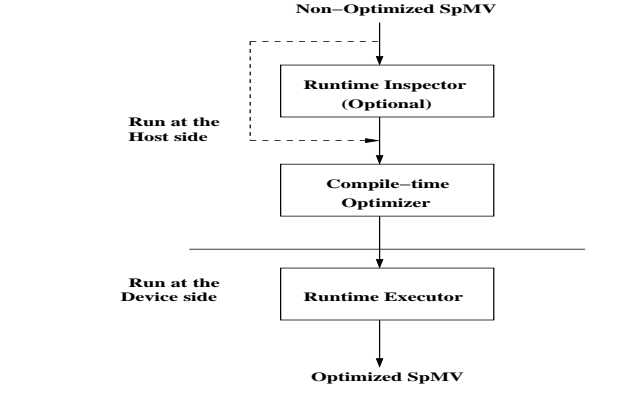 Non–Optimized SpMV
Runtime Inspector
(Optional)
Run at the
Host side
Compile–time
Optimizer
Run at the
Device side
Runtime Executor
Optimized SpMV